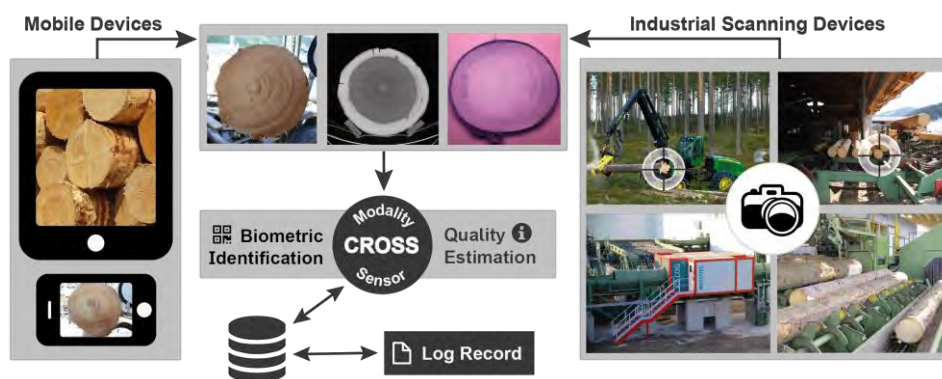 Mobile Devices
Industrial Scanning Devices
Biometric
Identification
Modality
CROSS
Sensor
Quality
Estimation
Log Record